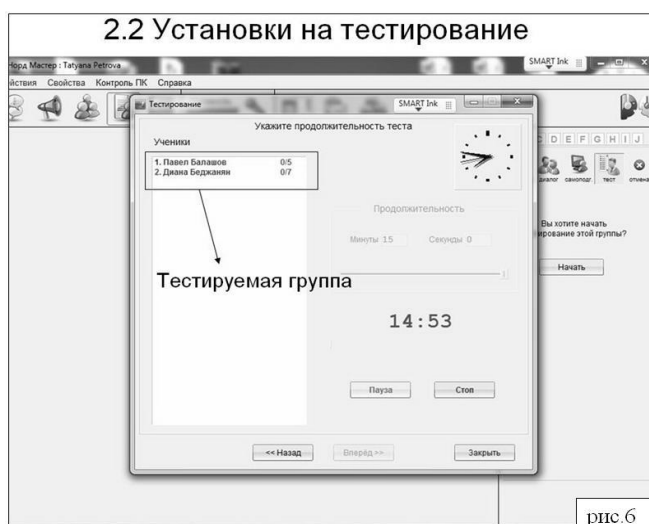 2.2 Установки на тестирование
Норд Мастер : Tatyana Petrova
SMART Ink
йствия Свойства Контроль ПК Справка
Тестирование
SMART Ink
Укажите продолжительность теста
Ученики
1. Павел Балашов 0/5
2. Диана Беджанян 0/7
C D E F G H I J
диалог самоподг. тест отмена
Продолжительность
Минуты 15 Секунды 0
Вы хотите начать
ирование этой группы?
Начать
Тестируемая группа
14:53
Пауза Стоп
<< Назад Вперёд >> Закрыть
рис.6